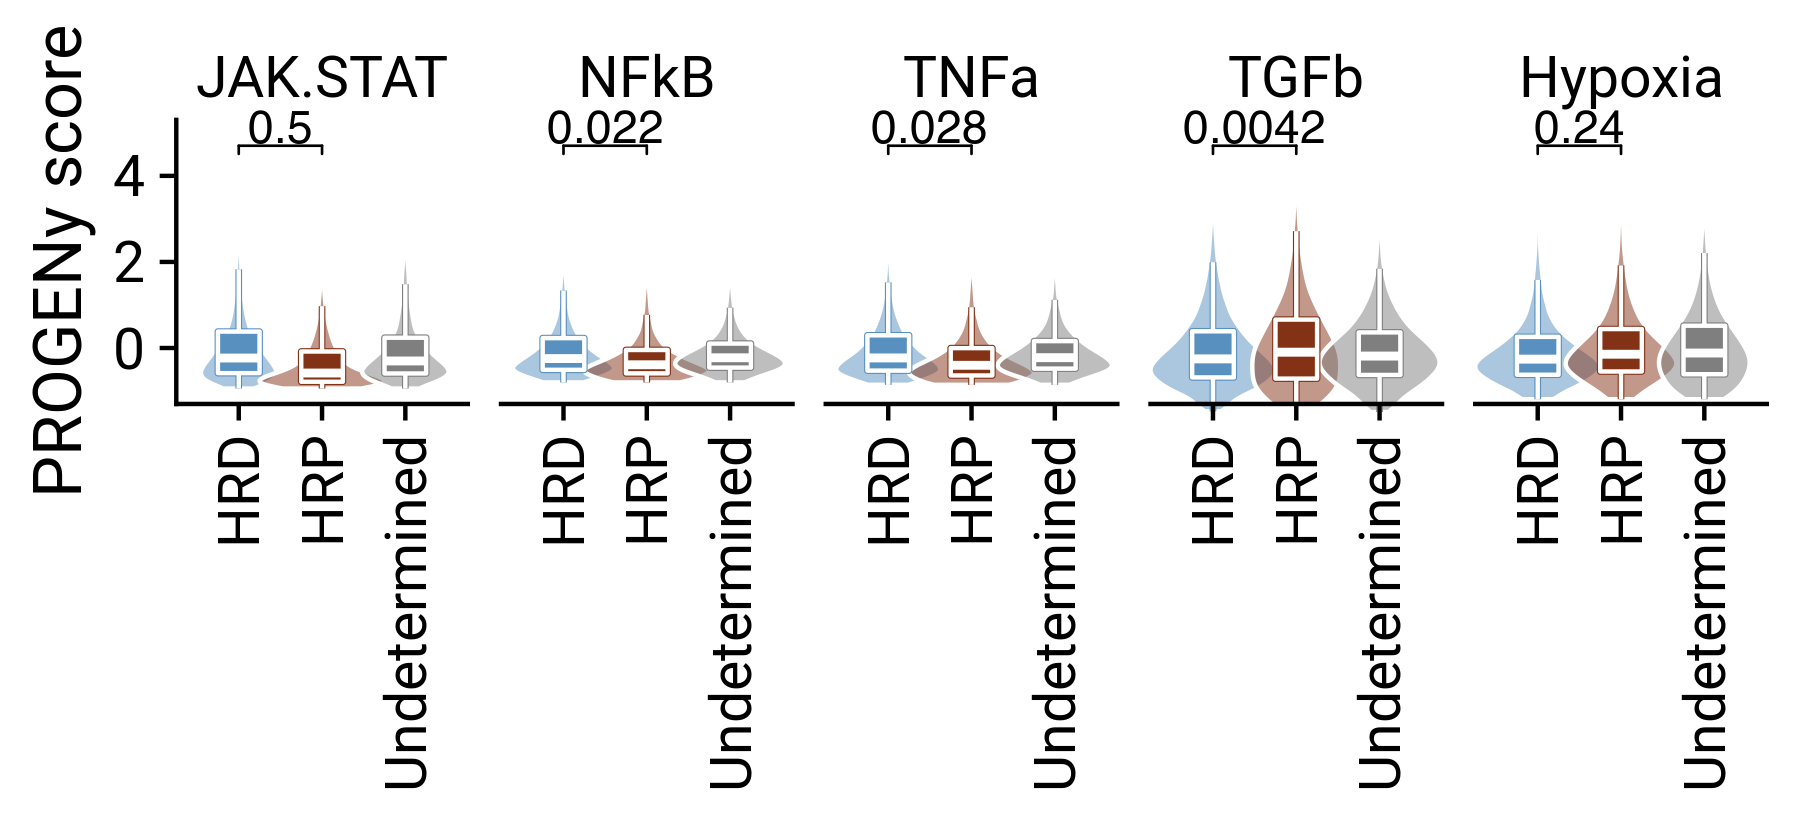 PROGENy score
JAK.STAT NFkB TNFa TGFb Hypoxia
0.5 0.022 0.028 0.0042 0.24
4
2
0
HRD HRP Undetermined HRD HRP Undetermined HRD HRP Undetermined HRD HRP Undetermined HRD HRP Undetermined